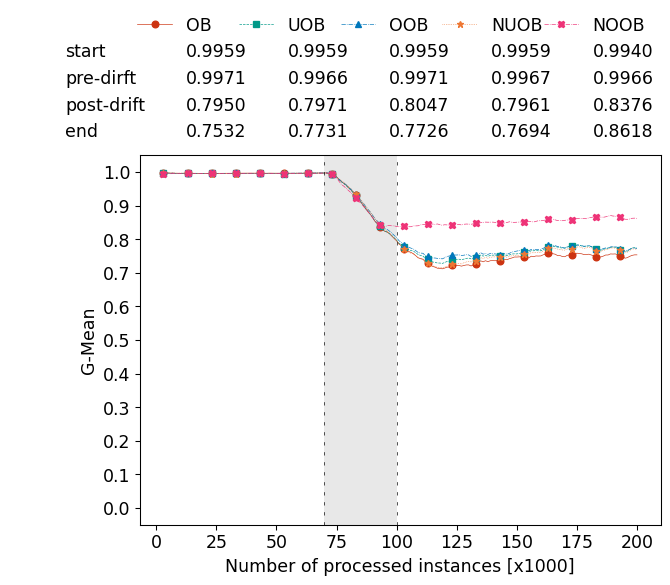 OB UOB OOB NUOB NOOB
start 0.9959 0.9959 0.9959 0.9959 0.9940
pre-dirft 0.9971 0.9966 0.9971 0.9967 0.9966
post-drift 0.7950 0.7971 0.8047 0.7961 0.8376
end 0.7532 0.7731 0.7726 0.7694 0.8618
1.0
0.9
0.8
0.7
0.6
0.5
0.4
0.3
0.2
0.1
0.0
G-Mean
0 25 50 75 100 125 150 175 200
Number of processed instances [x1000]